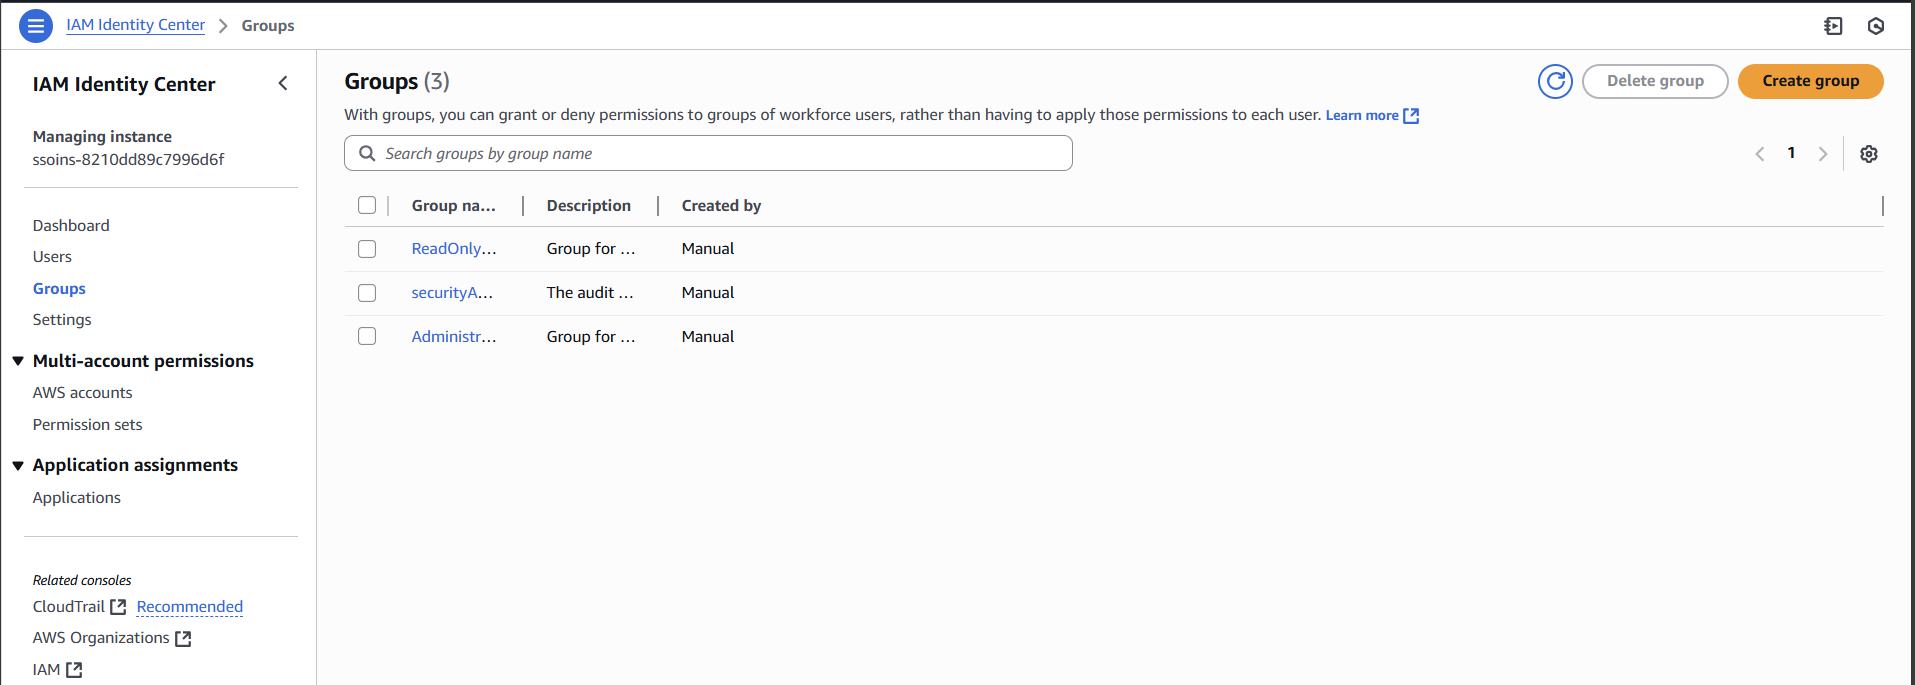 IAM Identity Center > Groups
IAM Identity Center
Managing instance
ssoins-8210dd89c7996d6f
Dashboard
Users
Groups
Settings
Multi-account permissions
AWS accounts
Permission sets
Application assignments
Applications
Related consoles
CloudTrail Recommended
AWS Organizations
IAM
Groups (3)
Delete group
Create group
With groups, you can grant or deny permissions to groups of workforce users, rather than having to apply those permissions to each user. Learn more
Search groups by group name
1
Group na... Description Created by
ReadOnly... Group for ... Manual
securityA... The audit ... Manual
Administr... Group for ... Manual